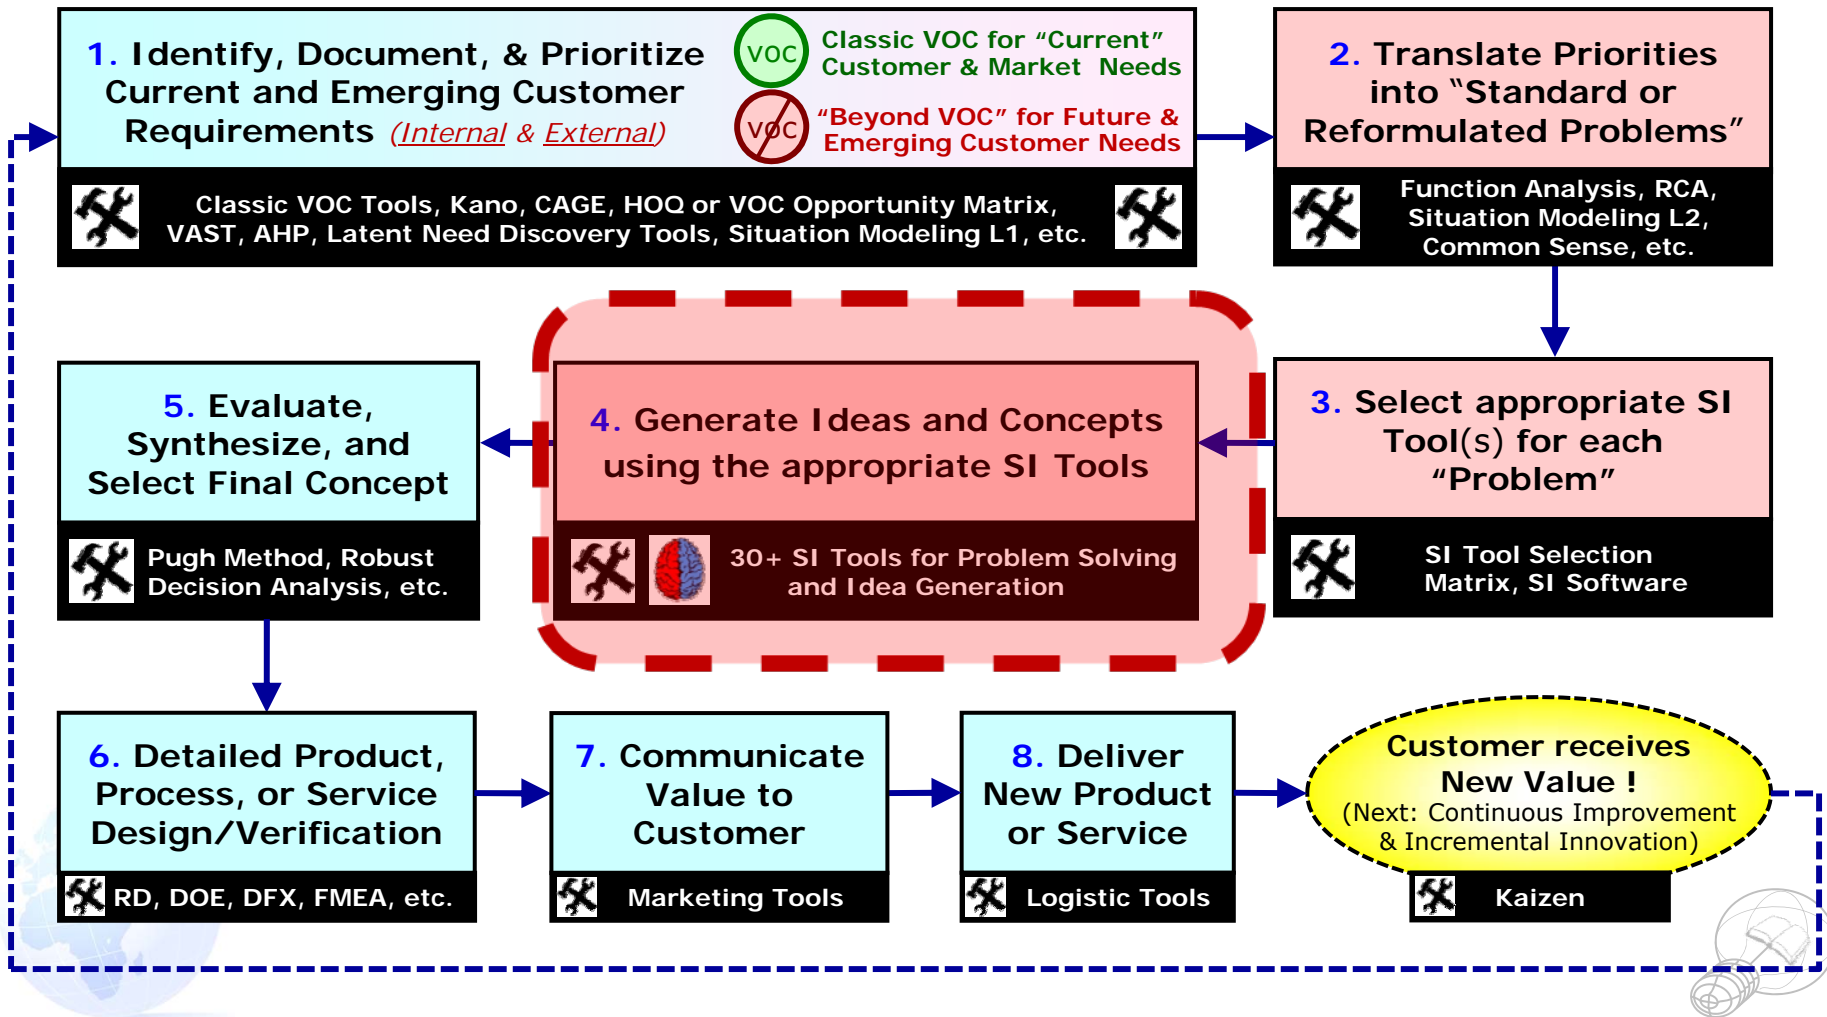 1. Identify, Document, & Prioritize
Current and Emerging Customer
Requirements (Internal & External)
VOC
Classic VOC for “Current”
Customer & Market Needs
VOC
“Beyond VOC” for Future &
Emerging Customer Needs
Classic VOC Tools, Kano, CAGE, HOQ or VOC Opportunity Matrix,
VAST, AHP, Latent Need Discovery Tools, Situation Modeling L1, etc.
2. Translate Priorities
into “Standard or
Reformulated Problems”
Function Analysis, RCA,
Situation Modeling L2,
Common Sense, etc.
3. Select appropriate SI
Tool(s) for each
“Problem”
SI Tool Selection
Matrix, SI Software
4. Generate Ideas and Concepts
using the appropriate SI Tools
30+ SI Tools for Problem Solving
and Idea Generation
5. Evaluate,
Synthesize, and
Select Final Concept
Pugh Method, Robust
Decision Analysis, etc.
6. Detailed Product,
Process, or Service
Design/Verification
RD, DOE, DFX, FMEA, etc.
7. Communicate
Value to
Customer
Marketing Tools
8. Deliver
New Product
or Service
Logistic Tools
Customer receives
New Value !
(Next: Continuous Improvement
& Incremental Innovation)
Kaizen